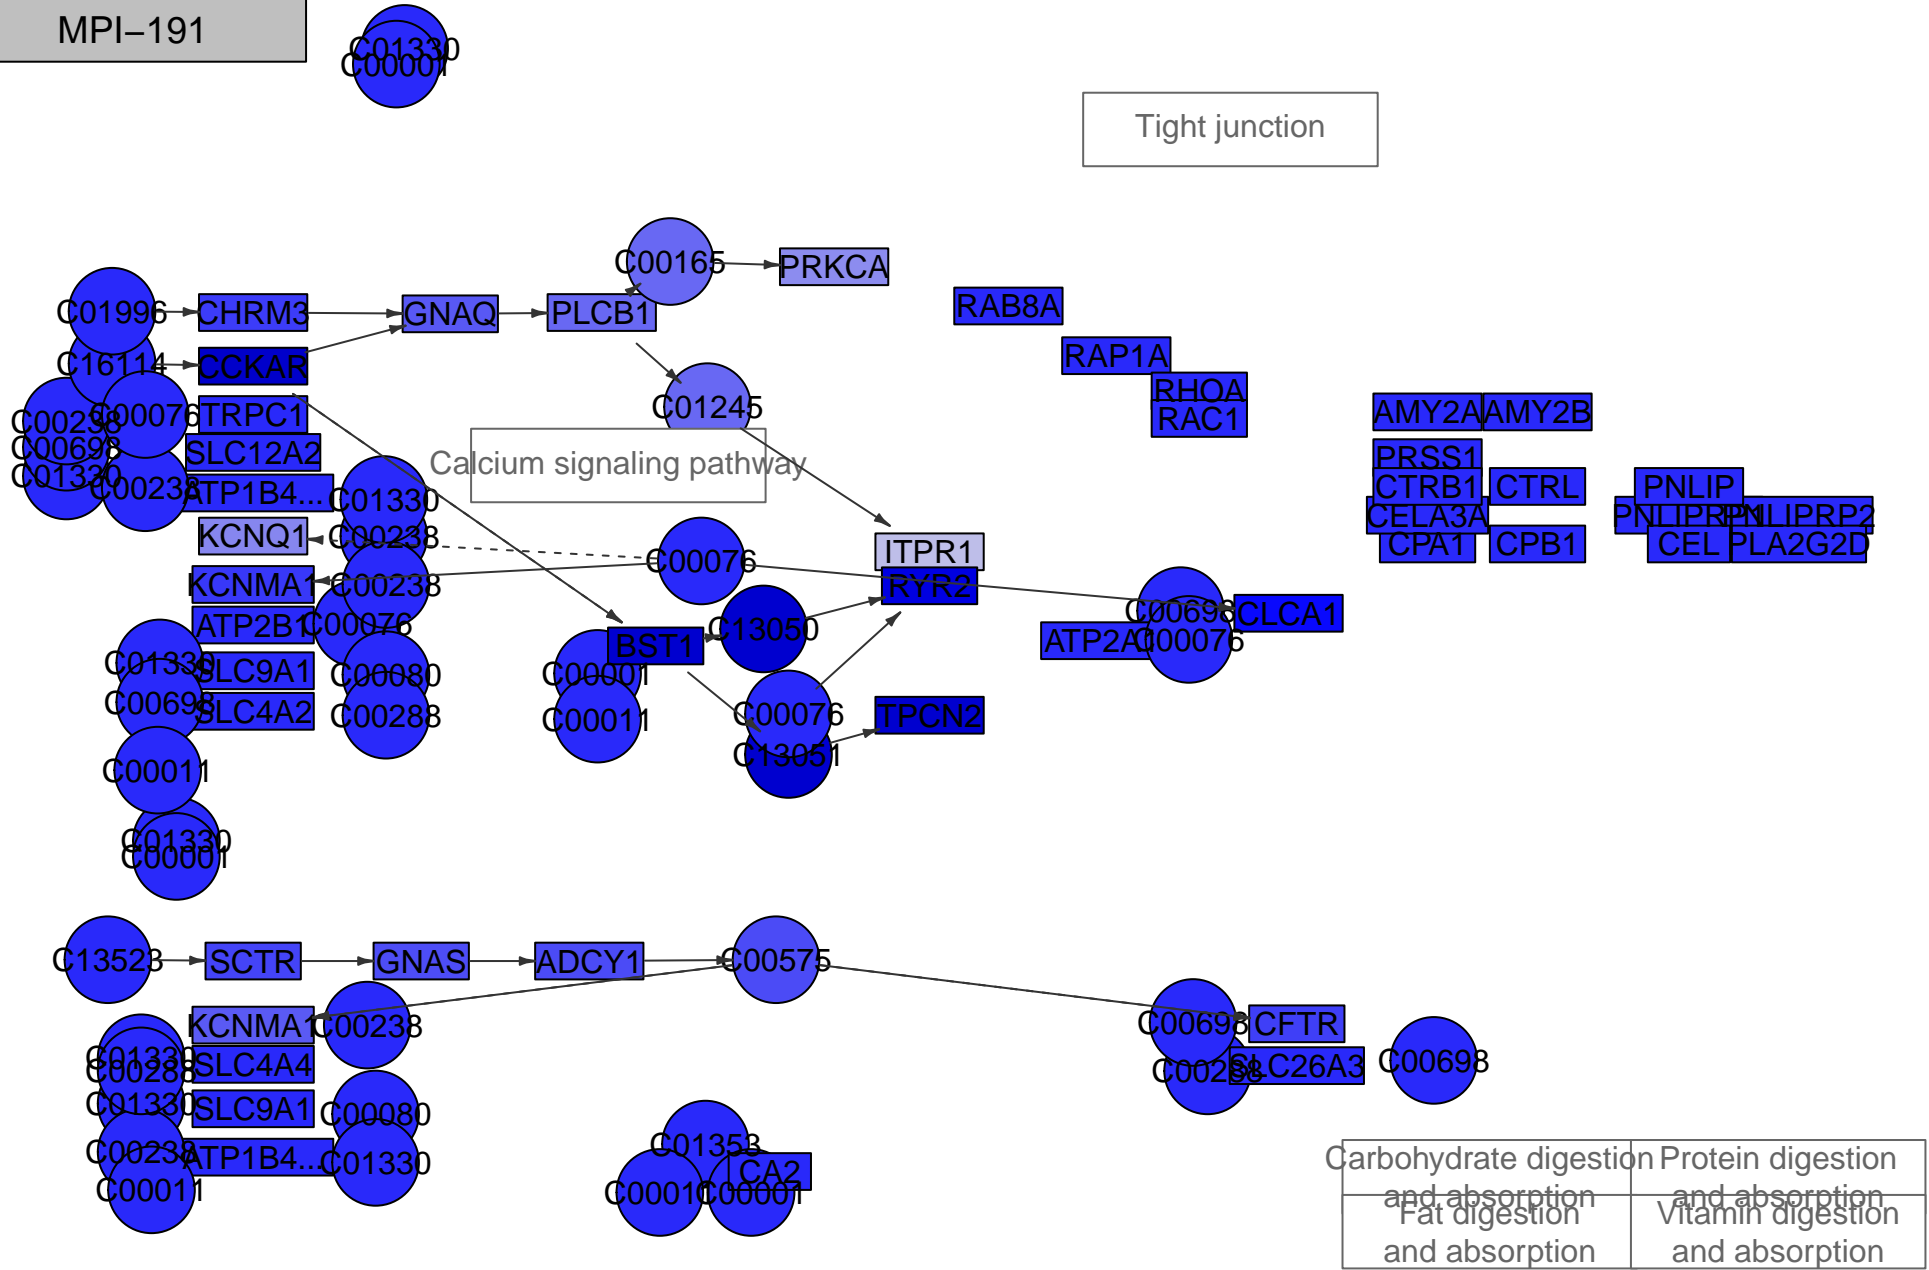 MPI–191
C01330
C00001
Tight junction
C00165
PRKCA
C01996
CHRM3
GNAQ
PLCB1
RAB8A
C16114
CCKAR
RAP1A
RHOA
RAC1
C00238
C00076
TRPC1
C01245
AMY2A
AMY2B
C00698
SLC12A2
Calcium signaling pathway
PRSS1
C01330
C00238
ATP1B4...
C01330
CTRB1
CTRL
PNLIP
CELA3A
PNLIPRP1
PNLIPRP2
KCNQ1
C00238
C00076
ITPR1
CPA1
CPB1
CEL
PLA2G2D
KCNMA1
C00238
RYR2
C00698
CLCA1
ATP2B1
C00076
BST1
C13050
ATP2A
C00076
C01330
SLC9A1
C00080
C00001
C00698
SLC4A2
C00288
C00011
C00076
TPCN2
C13051
C00011
C01330
C00001
C13523
SCTR
GNAS
ADCY1
C00575
KCNMA1
C00238
C00698
CFTR
C01330
C00288
SLC4A4
C00288
SLC26A3
C00698
C01330
SLC9A1
C00080
C00238
ATP1B4...
C01330
C01353
CA2
C00011
C00011
C00001
Carbohydrate digestion
and absorption
Protein digestion
and absorption
Fat digestion
and absorption
Vitamin digestion
and absorption